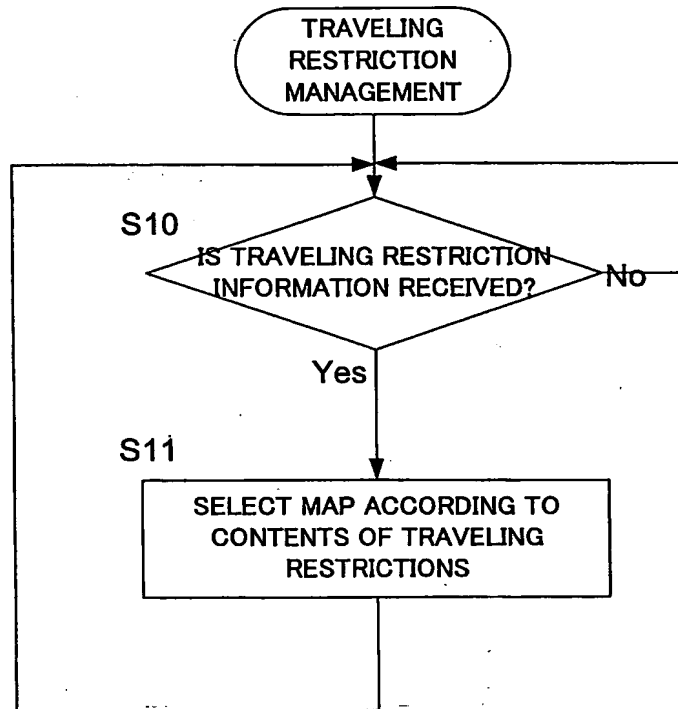 TRAVELING
RESTRICTION
MANAGEMENT
S10
IS TRAVELING RESTRICTION
INFORMATION RECEIVED?
No
Yes
S11
SELECT MAP ACCORDING TO
CONTENTS OF TRAVELING
RESTRICTIONS